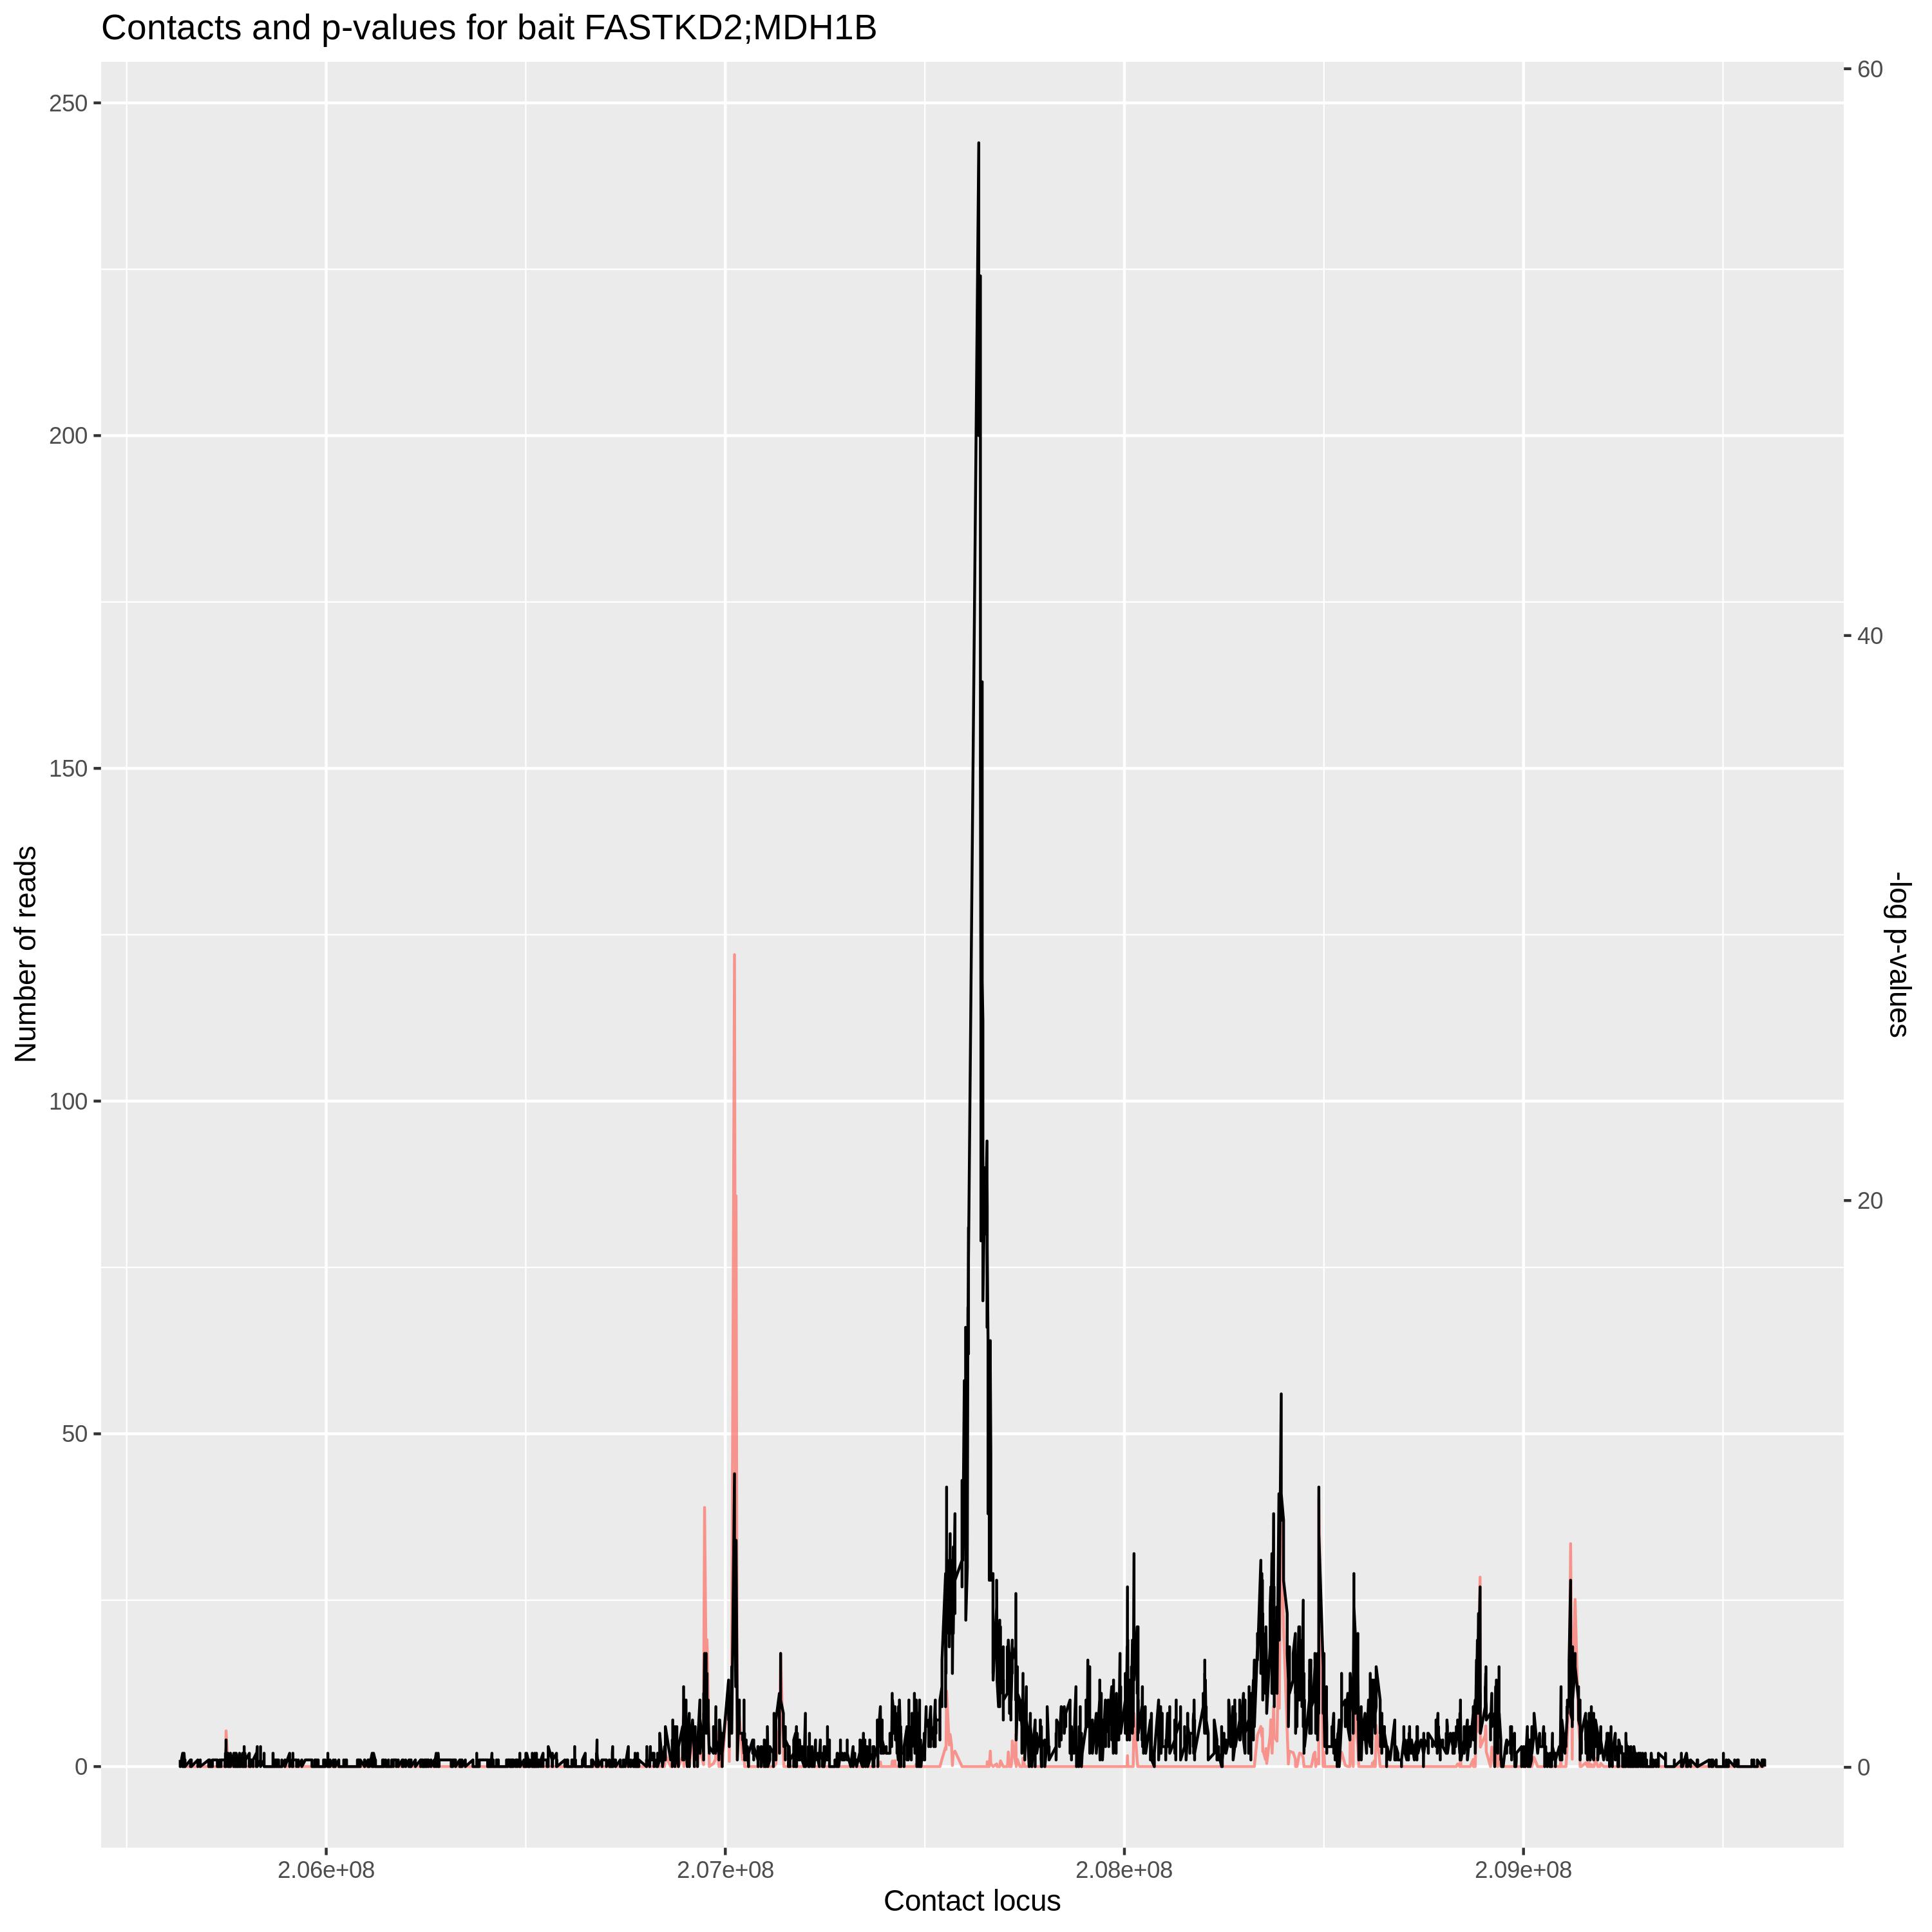 Contacts and p-values for bait FASTKD2;MDH1B
250
200
150
100
50
0
Number of reads
60
40
20
0
-log p-values
2.06e+08 2.07e+08 2.08e+08 2.09e+08
Contact locus